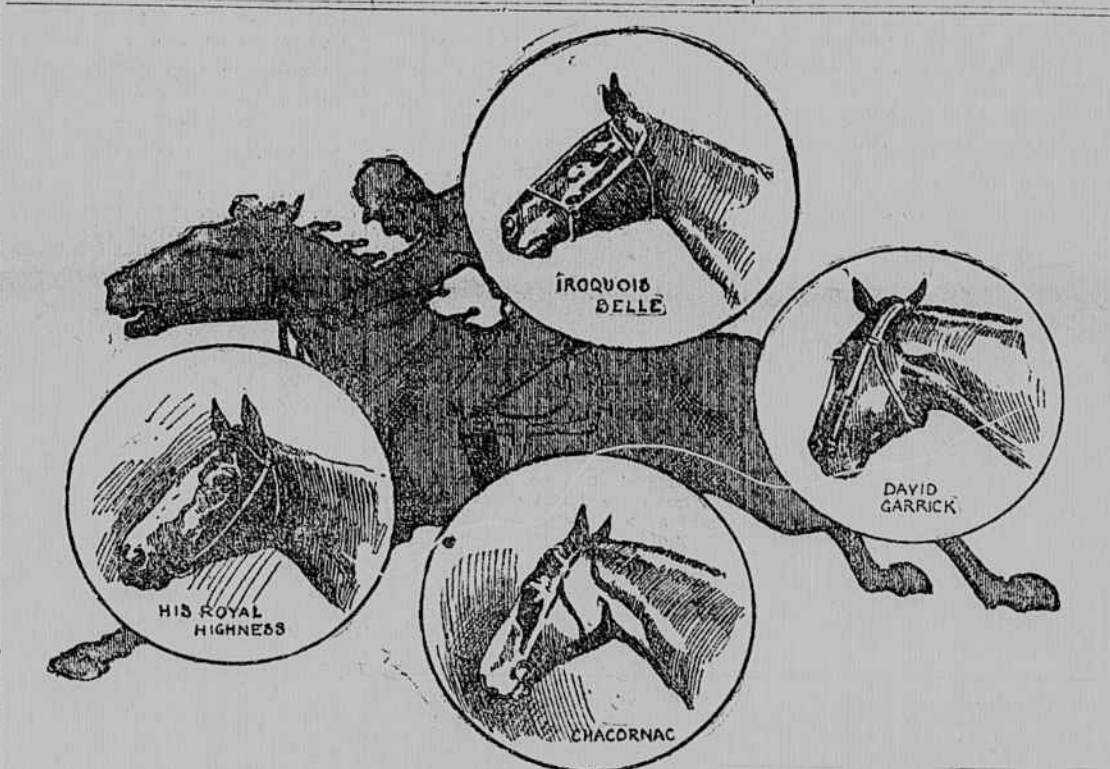 IROQUOIS
BELLE
DAVID
GARRICK
HIS ROYAL
HIGHNESS
CHACORNAC